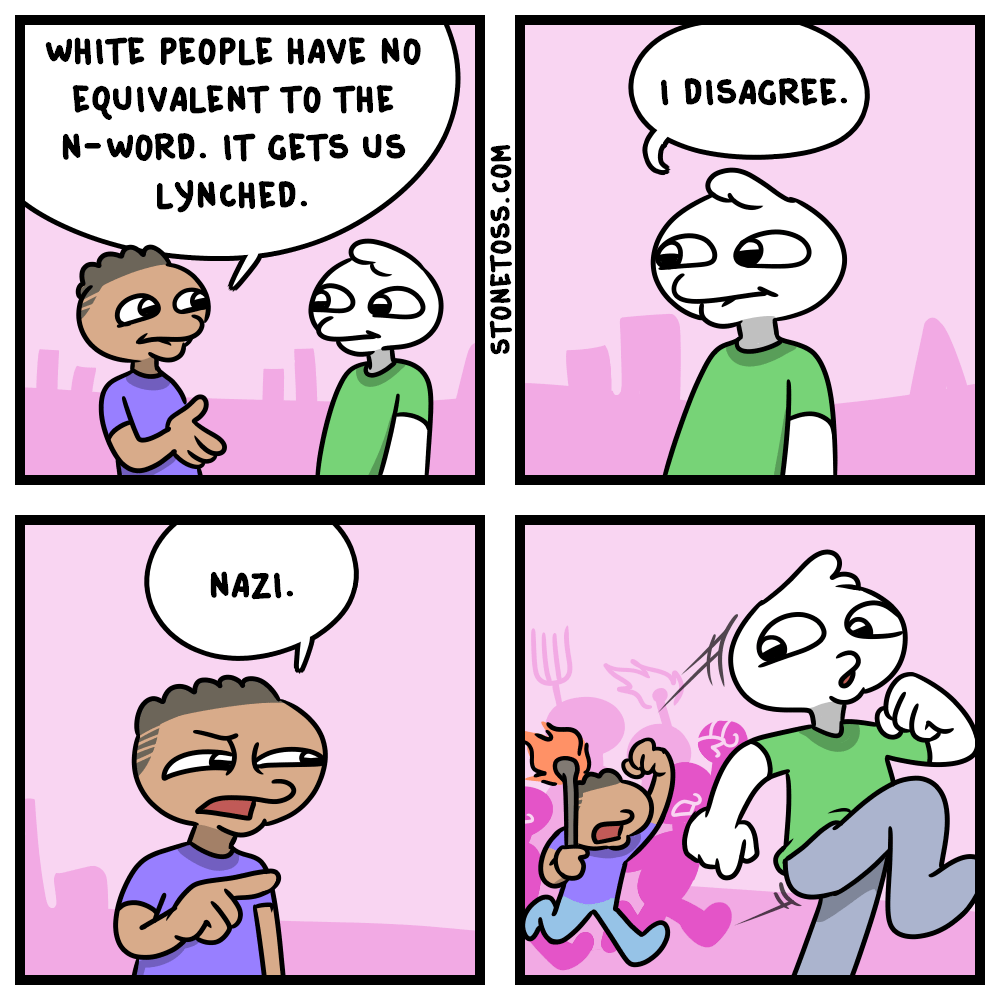 WHITE PEOPLE HAVE NO
EQUIVALENT TO THE
N-WORD. IT GETS US
LYNCHED.
STONETOSS.COM
I DISAGREE.
NAZI.